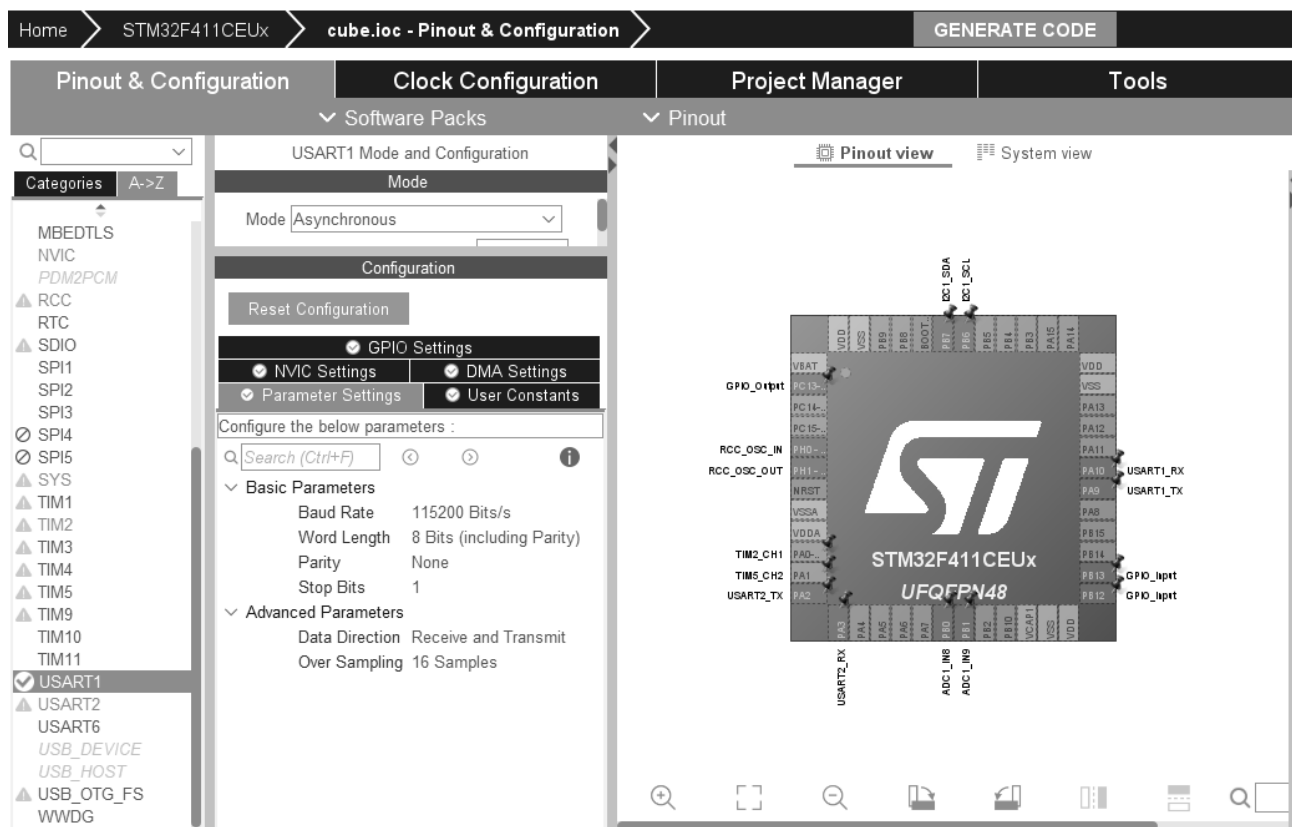 Home STM32F411CEUx cube.ioc - Pinout & Configuration GENERATE CODE
Pinout & Configuration Clock Configuration Project Manager Tools
Software Packs Pinout
Categories A->Z
MBEDTLS
NVIC
PDM2PCM
RCC
RTC
SDIO
SPI1
SPI2
SPI3
SPI4
SPI5
SYS
TIM1
TIM2
TIM3
TIM4
TIM5
TIM9
TIM10
TIM11
USART1
USART2
USART6
USB_DEVICE
USB_HOST
USB_OTG_FS
WWDG
USART1 Mode and Configuration
Mode
Mode Asynchronous
Configuration
Reset Configuration
GPIO Settings
NVIC Settings DMA Settings
Parameter Settings User Constants
Configure the below parameters :
Search (Ctrl+F)
Basic Parameters
Baud Rate 115200 Bits/s
Word Length 8 Bits (including Parity)
Parity None
Stop Bits 1
Advanced Parameters
Data Direction Receive and Transmit
Over Sampling 16 Samples
Pinout view System view
I2C1_SDA
I2C1_SCL
VDD
VSS
PB9
PB8
BOOT..
PB7
PB6
PB5
PB4
PB3
PA15
PA14
VBAT
GPIO_Output PC13-..
PC14-..
PC15-..
RCC_OSC_IN PH0-..
RCC_OSC_OUT PH1-..
NRST
VSSA
VDDA
TIM2_CH1 PA0-..
TIM5_CH2 PA1
USART2_TX PA2
STM32F411CEUx
UFQFPN48
VDD
VSS
PA13
PA12
PA11
PA10 USART1_RX
PA9 USART1_TX
PA8
PB15
PB14
PB13 GPIO_Input
PB12 GPIO_Input
PA3
PA4
PA5
PA6
PA7
PB0
PB1
PB2
PB10
VCAP1
VSS
VDD
USART2_RX
ADC1_IN8
ADC1_IN9